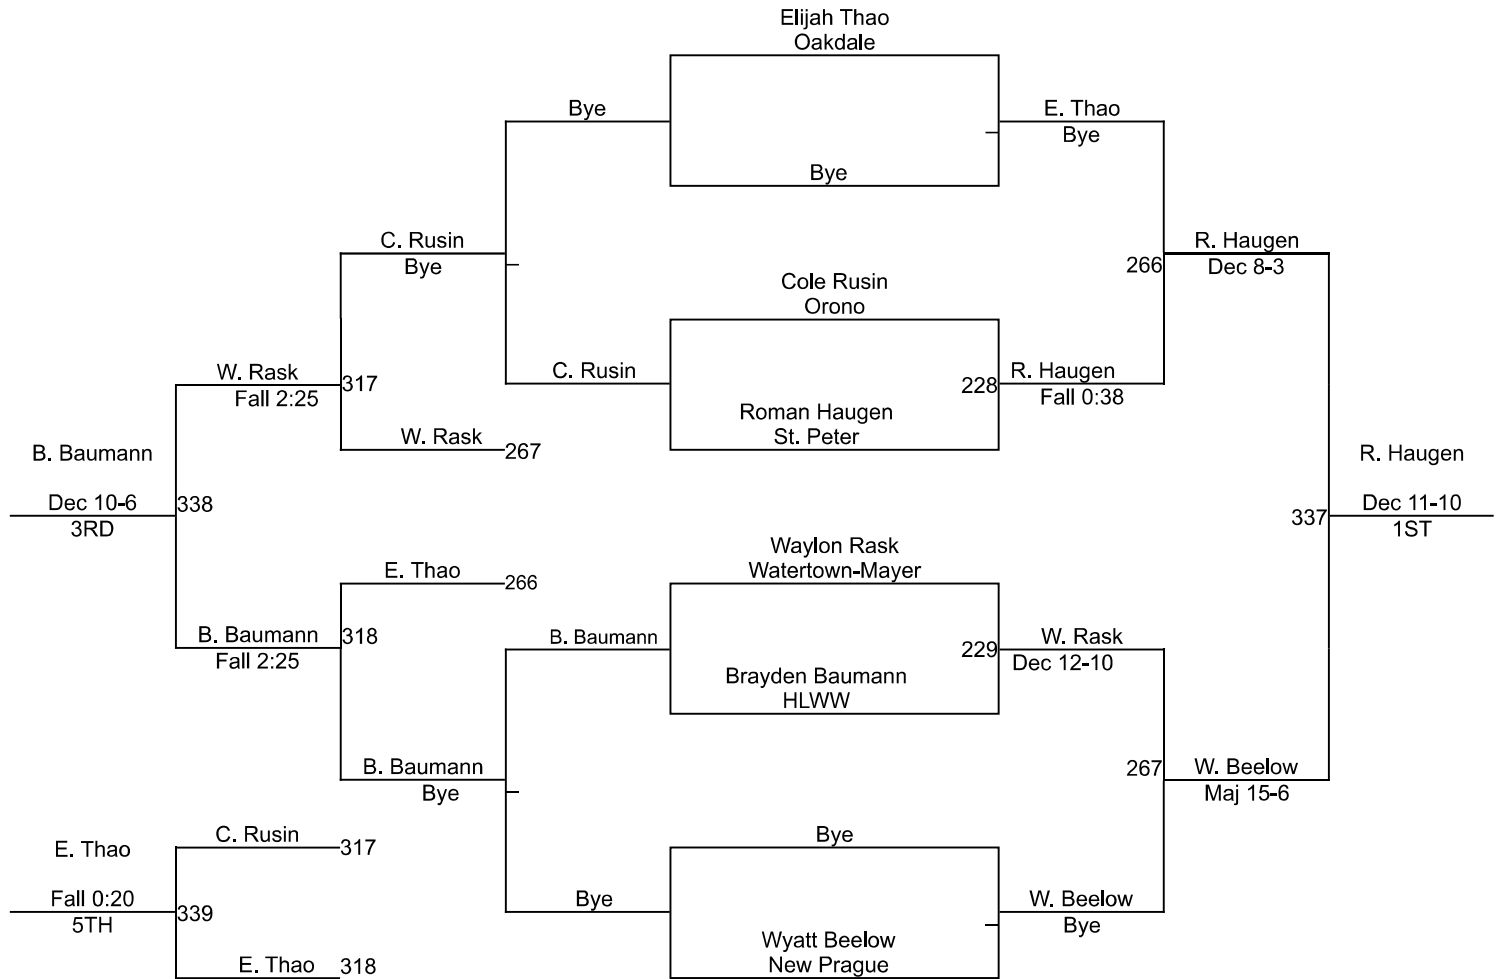 Elijah Thao
Oakdale
Bye
E. Thao
Bye
Bye
C. Rusin
Bye
R. Haugen
Dec 8-3
266
Cole Rusin
Orono
W. Rask
Fall 2:25
317
C. Rusin
228
R. Haugen
Fall 0:38
Roman Haugen
St. Peter
W. Rask
267
B. Baumann
Dec 10-6
3RD
338
R. Haugen
Dec 11-10
1ST
337
Waylon Rask
Watertown-Mayer
E. Thao
266
B. Baumann
Fall 2:25
318
B. Baumann
229
W. Rask
Dec 12-10
Brayden Baumann
HLWW
B. Baumann
Bye
267
W. Beelow
Maj 15-6
Bye
C. Rusin
317
E. Thao
Fall 0:20
5TH
339
Bye
W. Beelow
Bye
Wyatt Beelow
New Prague
E. Thao
318